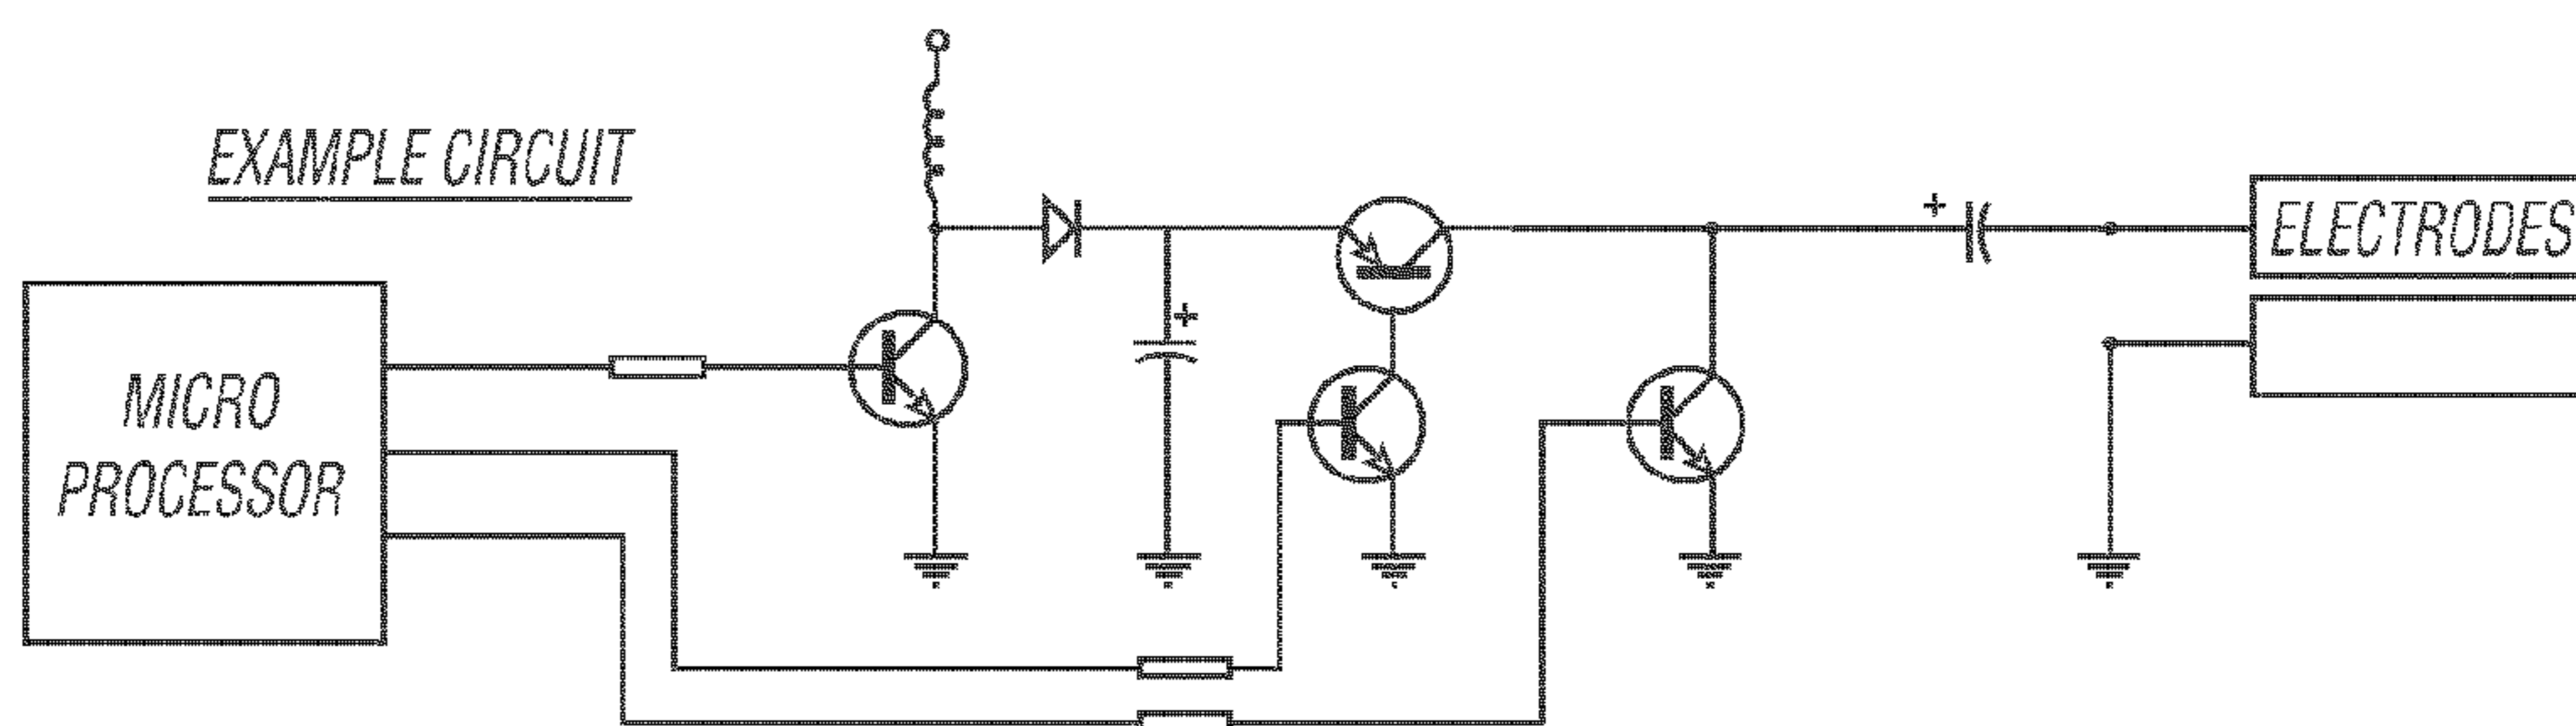 EXAMPLE CIRCUIT
+
ELECTRODES
+
MICRO
PROCESSOR